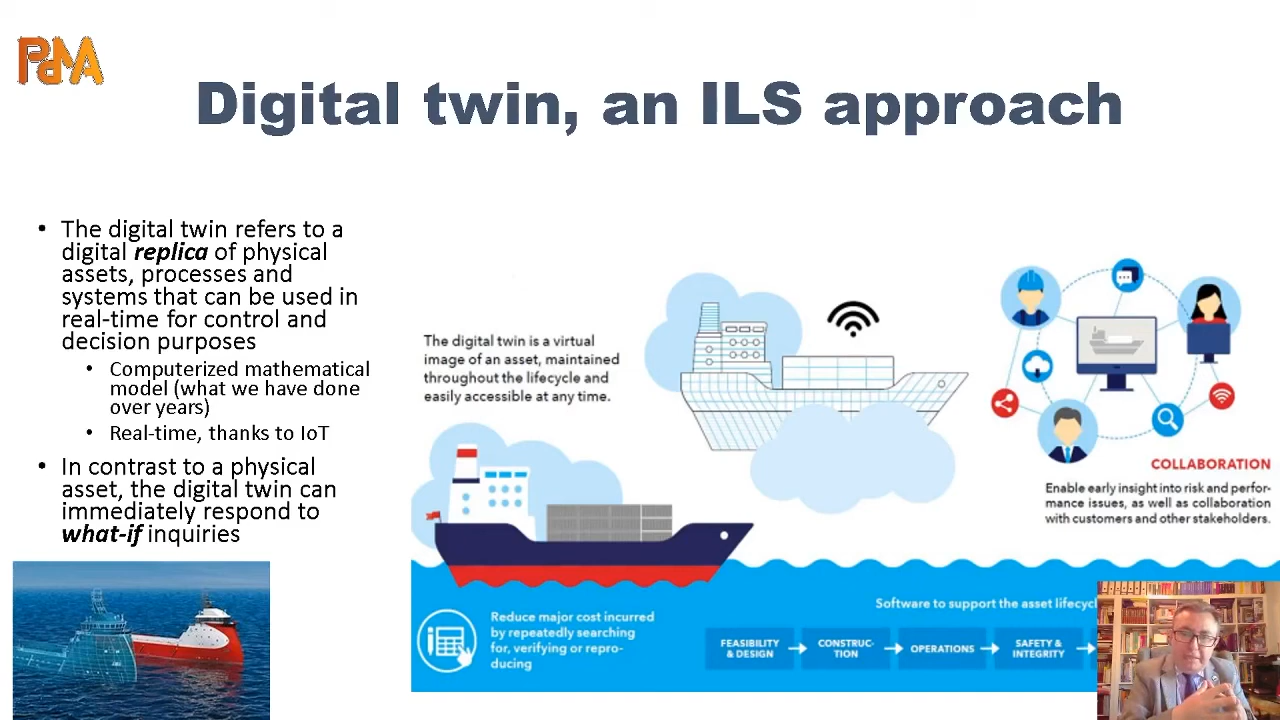 PdMA
Digital twin, an ILS approach
• The digital twin refers to a
digital replica of physical
assets, processes and
systems that can be used in
real-time for control and
decision purposes
• Computerized mathematical
model (what we have done
over years)
• Real-time, thanks to IoT
• In contrast to a physical
asset, the digital twin can
immediately respond to
what-if inquiries
The digital twin is a virtual
image of an asset, maintained
throughout the lifecycle and
easily accessible at any time.
COLLABORATION
Enable early insight into risk and perfor-
mance issues, as well as collaboration
with customers and other stakeholders.
Reduce major cost incurred
by repeatedly searching
for, verifying or repro-
ducing
Software to support the asset lifecycl
FEASIBILITY
& DESIGN
CONSTRUC-
TION
OPERATIONS
SAFETY &
INTEGRITY